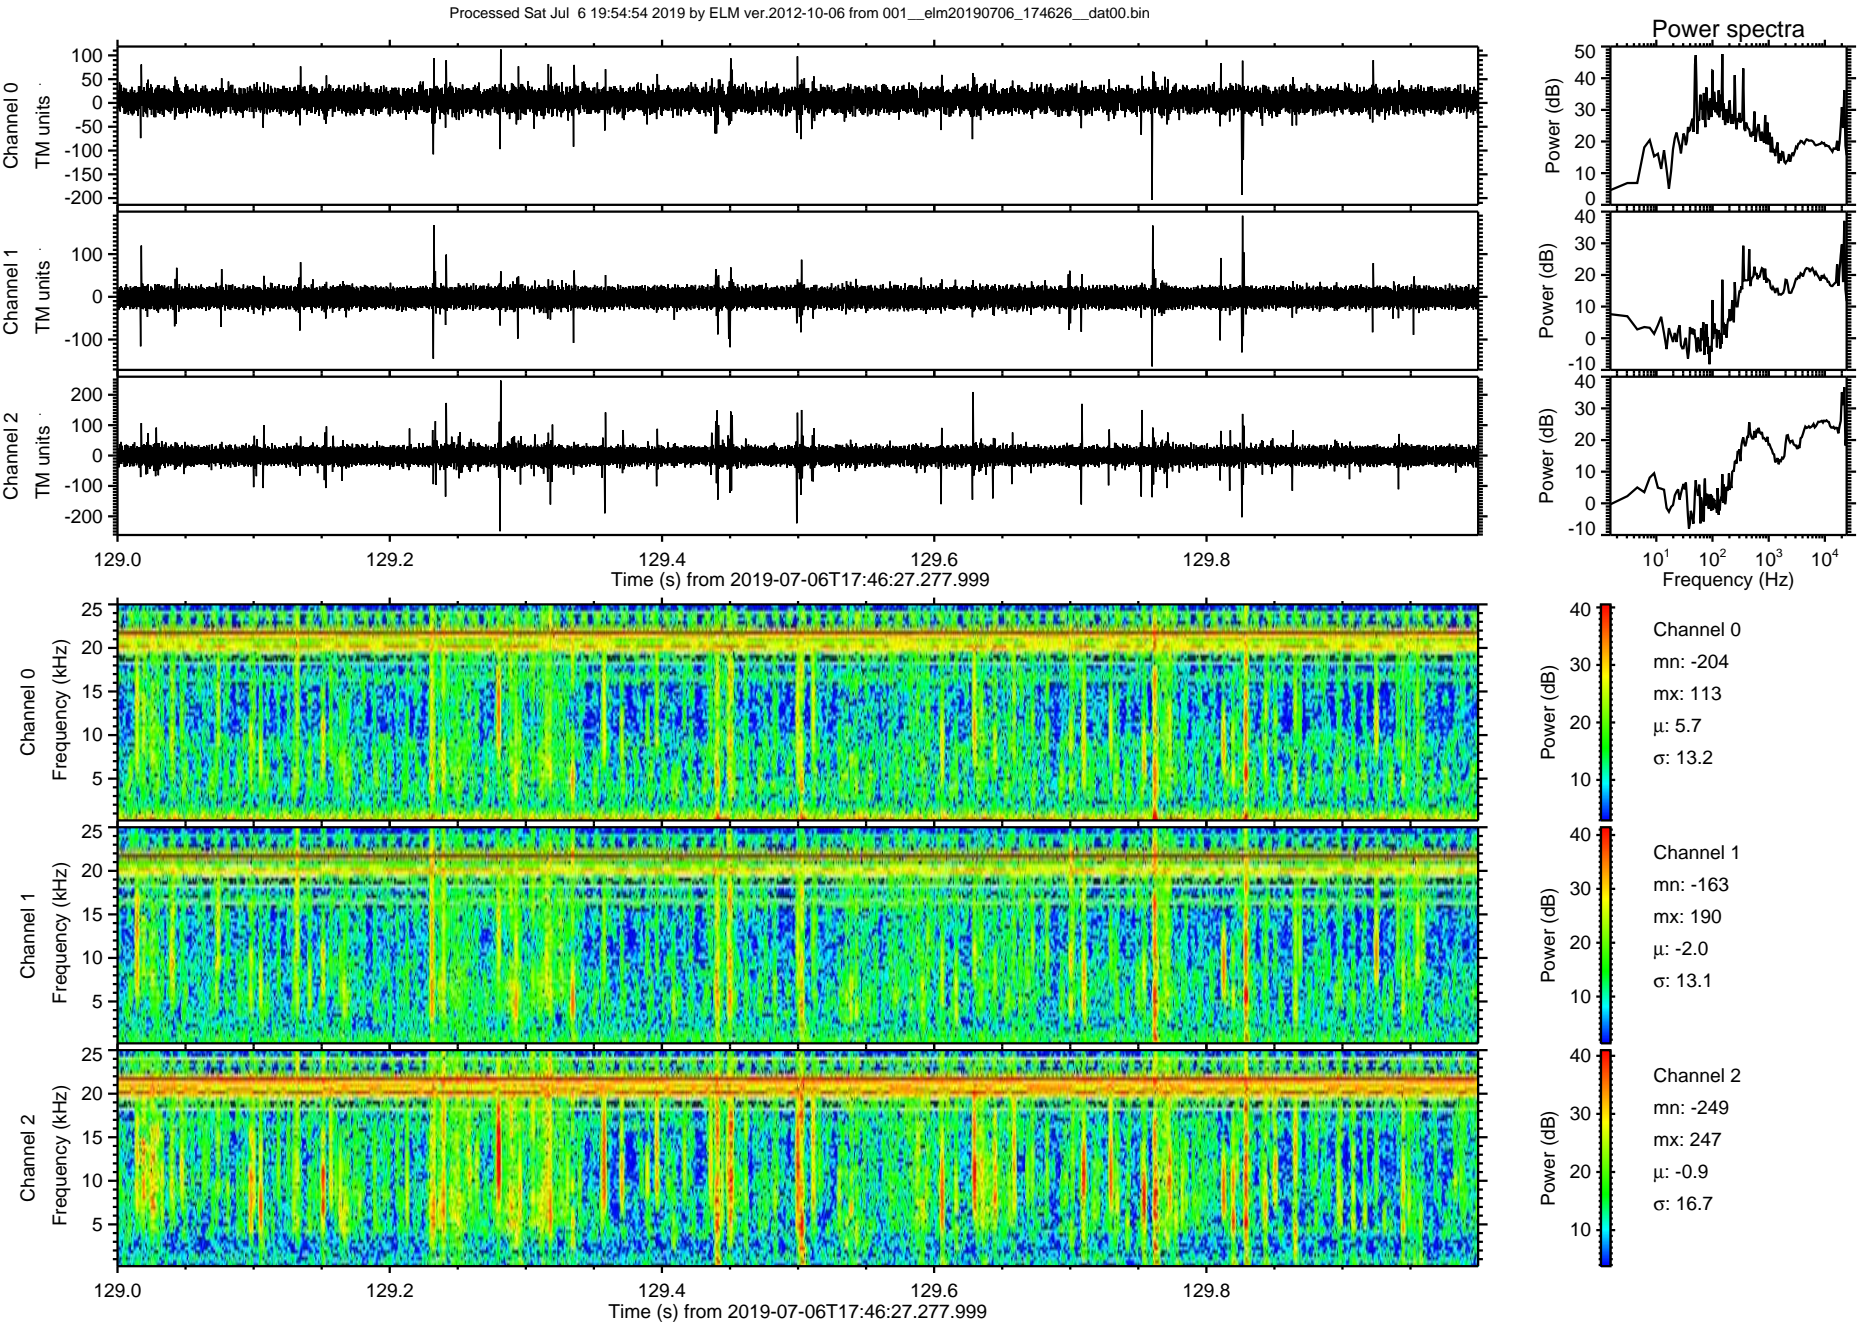 Processed Sat Jul 6 19:54:54 2019 by ELM ver.2012-10-06 from 001__elm20190706_174626__dat00.bin
Power spectra
Channel 0
TM units
100
50
0
-50
-100
-150
-200
Power (dB)
50
40
30
20
10
0
Channel 1
TM units
100
0
-100
Power (dB)
40
30
20
10
0
-10
Channel 2
TM units
200
100
0
-100
-200
Power (dB)
40
30
20
10
0
-10
129.0 129.2 129.4 129.6 129.8
Time (s) from 2019-07-06T17:46:27.277.999
10¹ 10² 10³ 10⁴
Frequency (Hz)
Channel 0
Frequency (kHz)
25
20
15
10
5
Power (dB)
40
30
20
10
Channel 0
mn: -204
mx: 113
μ: 5.7
σ: 13.2
Channel 1
Frequency (kHz)
25
20
15
10
5
Power (dB)
40
30
20
10
Channel 1
mn: -163
mx: 190
μ: -2.0
σ: 13.1
Channel 2
Frequency (kHz)
25
20
15
10
5
Power (dB)
40
30
20
10
Channel 2
mn: -249
mx: 247
μ: -0.9
σ: 16.7
129.0 129.2 129.4 129.6 129.8
Time (s) from 2019-07-06T17:46:27.277.999